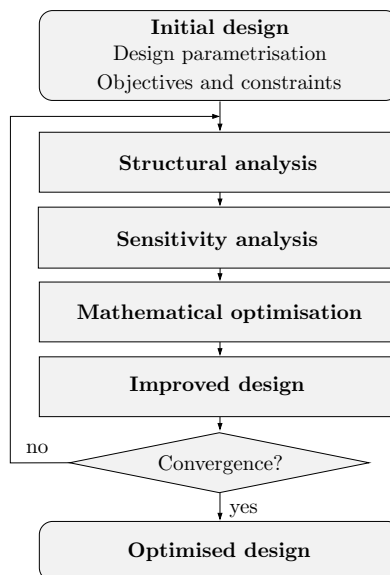 Initial design
Design parametrisation
Objectives and constraints
Structural analysis
Sensitivity analysis
Mathematical optimisation
Improved design
no
Convergence?
yes
Optimised design